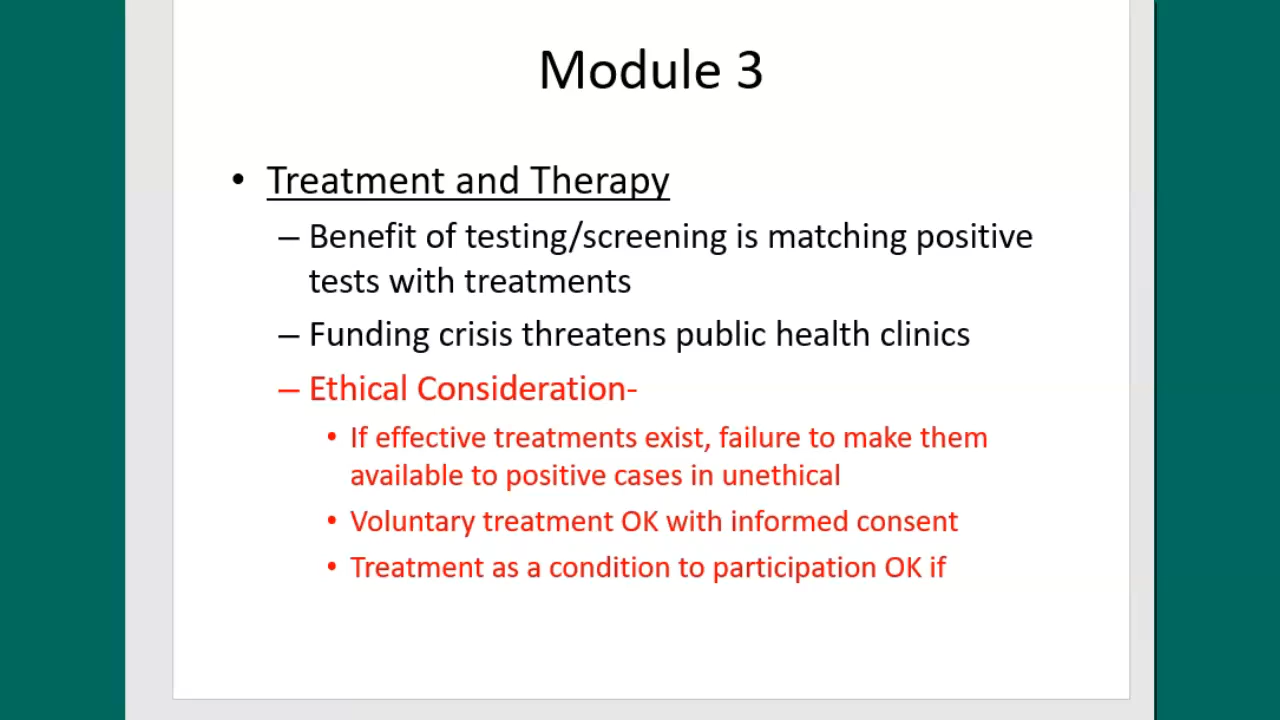 Module 3
• Treatment and Therapy
– Benefit of testing/screening is matching positive
tests with treatments
– Funding crisis threatens public health clinics
– Ethical Consideration-
• If effective treatments exist, failure to make them
available to positive cases in unethical
• Voluntary treatment OK with informed consent
• Treatment as a condition to participation OK if